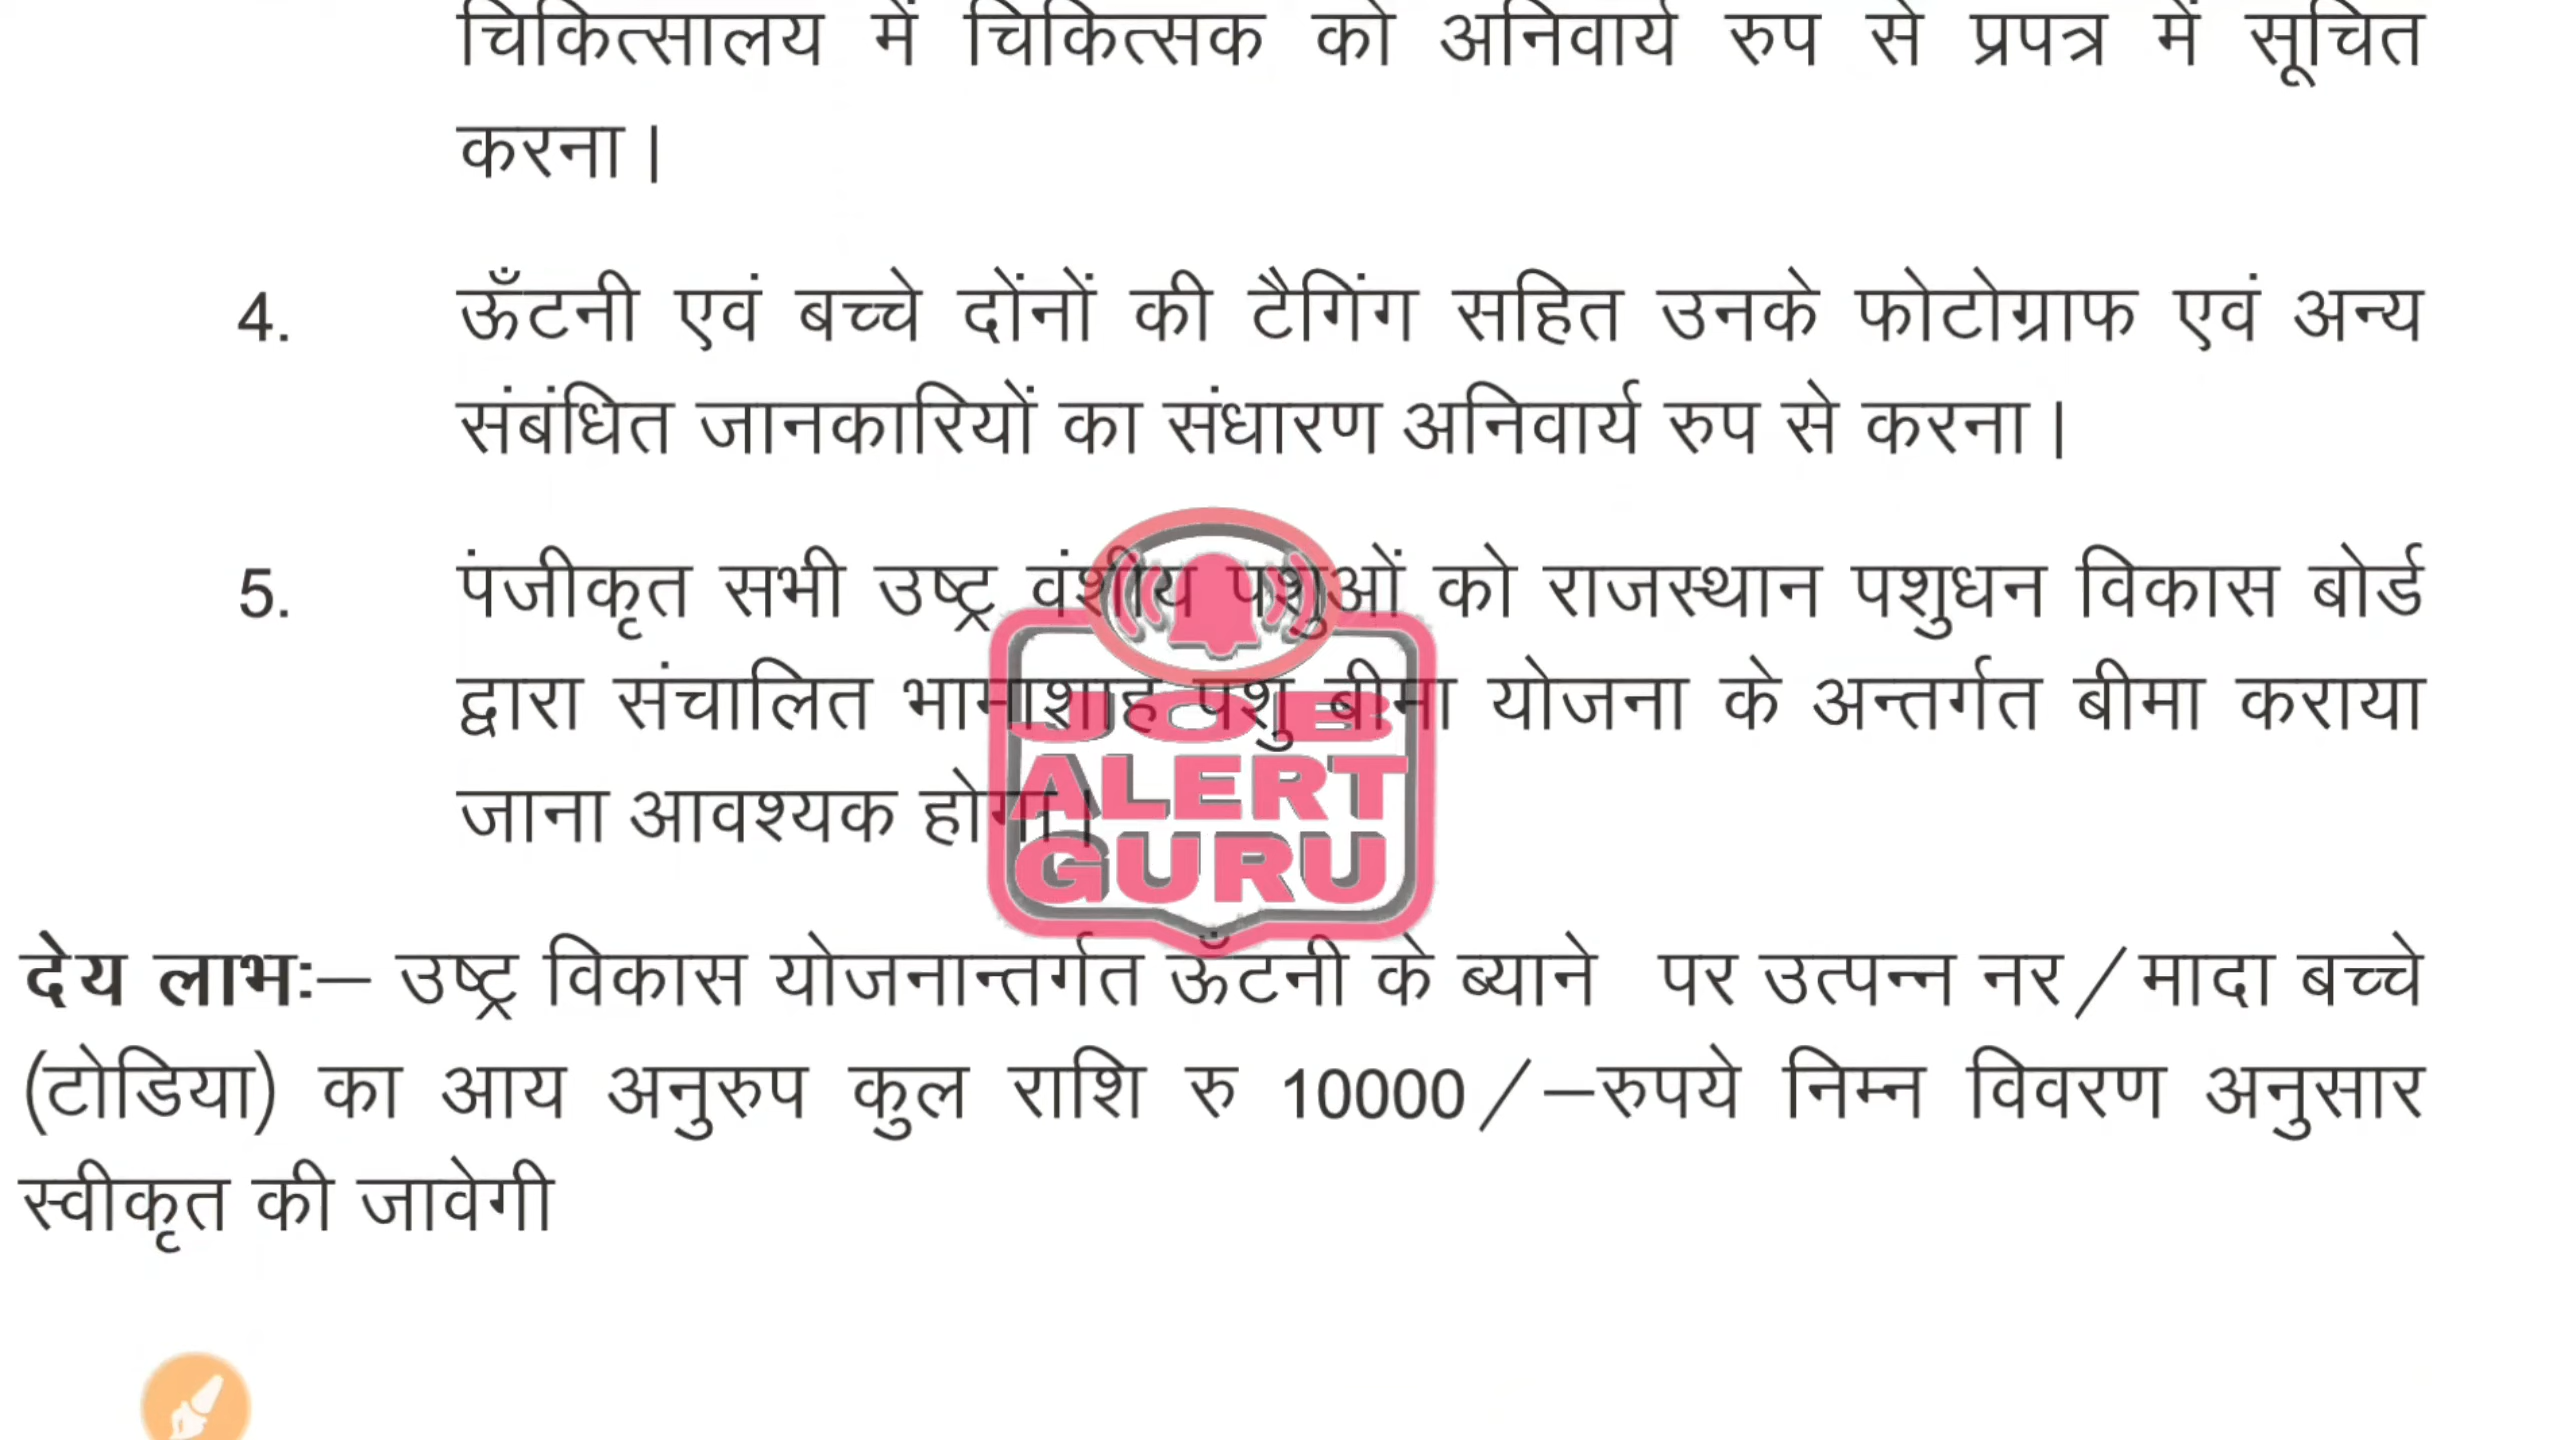 चिकित्सालय में चिकित्सक को अनिवार्य रुप से प्रपत्र में सूचित
करना।
4. ऊँटनी एवं बच्चे दोंनों की टैगिंग सहित उनके फोटोग्राफ एवं अन्य
संबंधित जानकारियों का संधारण अनिवार्य रुप से करना।
5. पंजीकृत सभी उष्ट्र वंशीय पशुओं को राजस्थान पशुधन विकास बोर्ड
द्वारा संचालित भामाशाह पशु बीमा योजना के अन्तर्गत बीमा कराया
जाना आवश्यक होगा।
JOB
ALERT
GURU
देय लाभः– उष्ट्र विकास योजनान्तर्गत ऊँटनी के ब्याने पर उत्पन्न नर/मादा बच्चे
(टोडिया) का आय अनुरुप कुल राशि रु 10000/–रुपये निम्न विवरण अनुसार
स्वीकृत की जावेगी